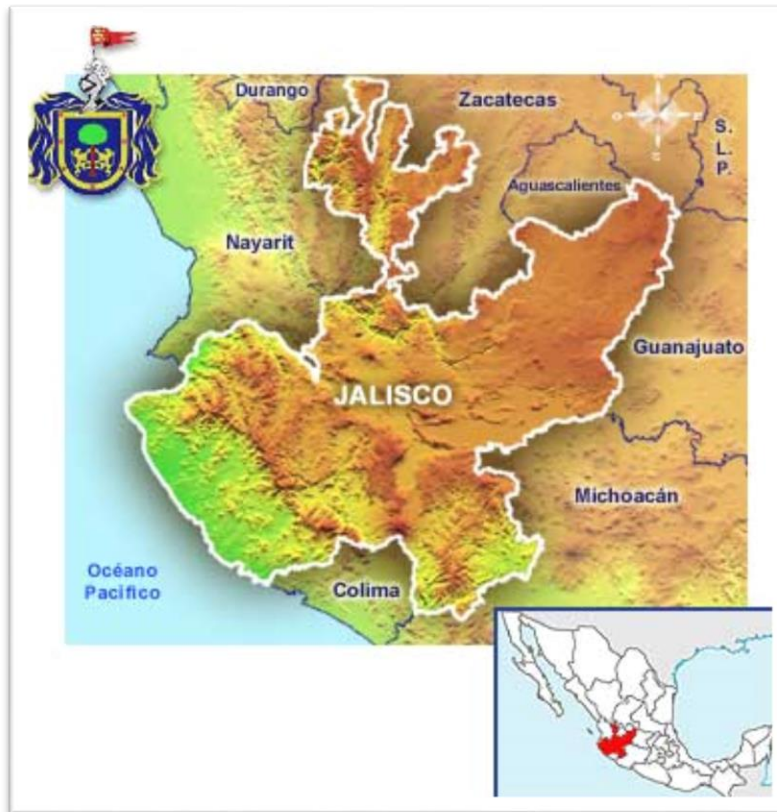 Durango
Zacatecas
S.
L.
P.
Aguascalientes
Nayarit
Guanajuato
JALISCO
Michoacán
Océano
Pacifico
Colima